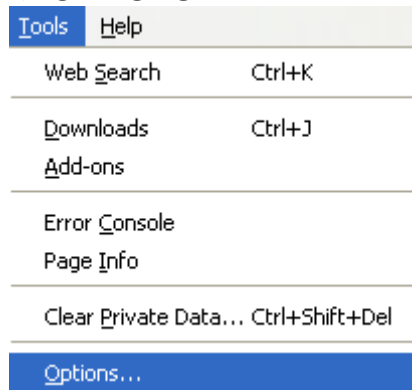 Tools Help
Web Search Ctrl+K
Downloads Ctrl+J
Add-ons
Error Console
Page Info
Clear Private Data... Ctrl+Shift+Del
Options...